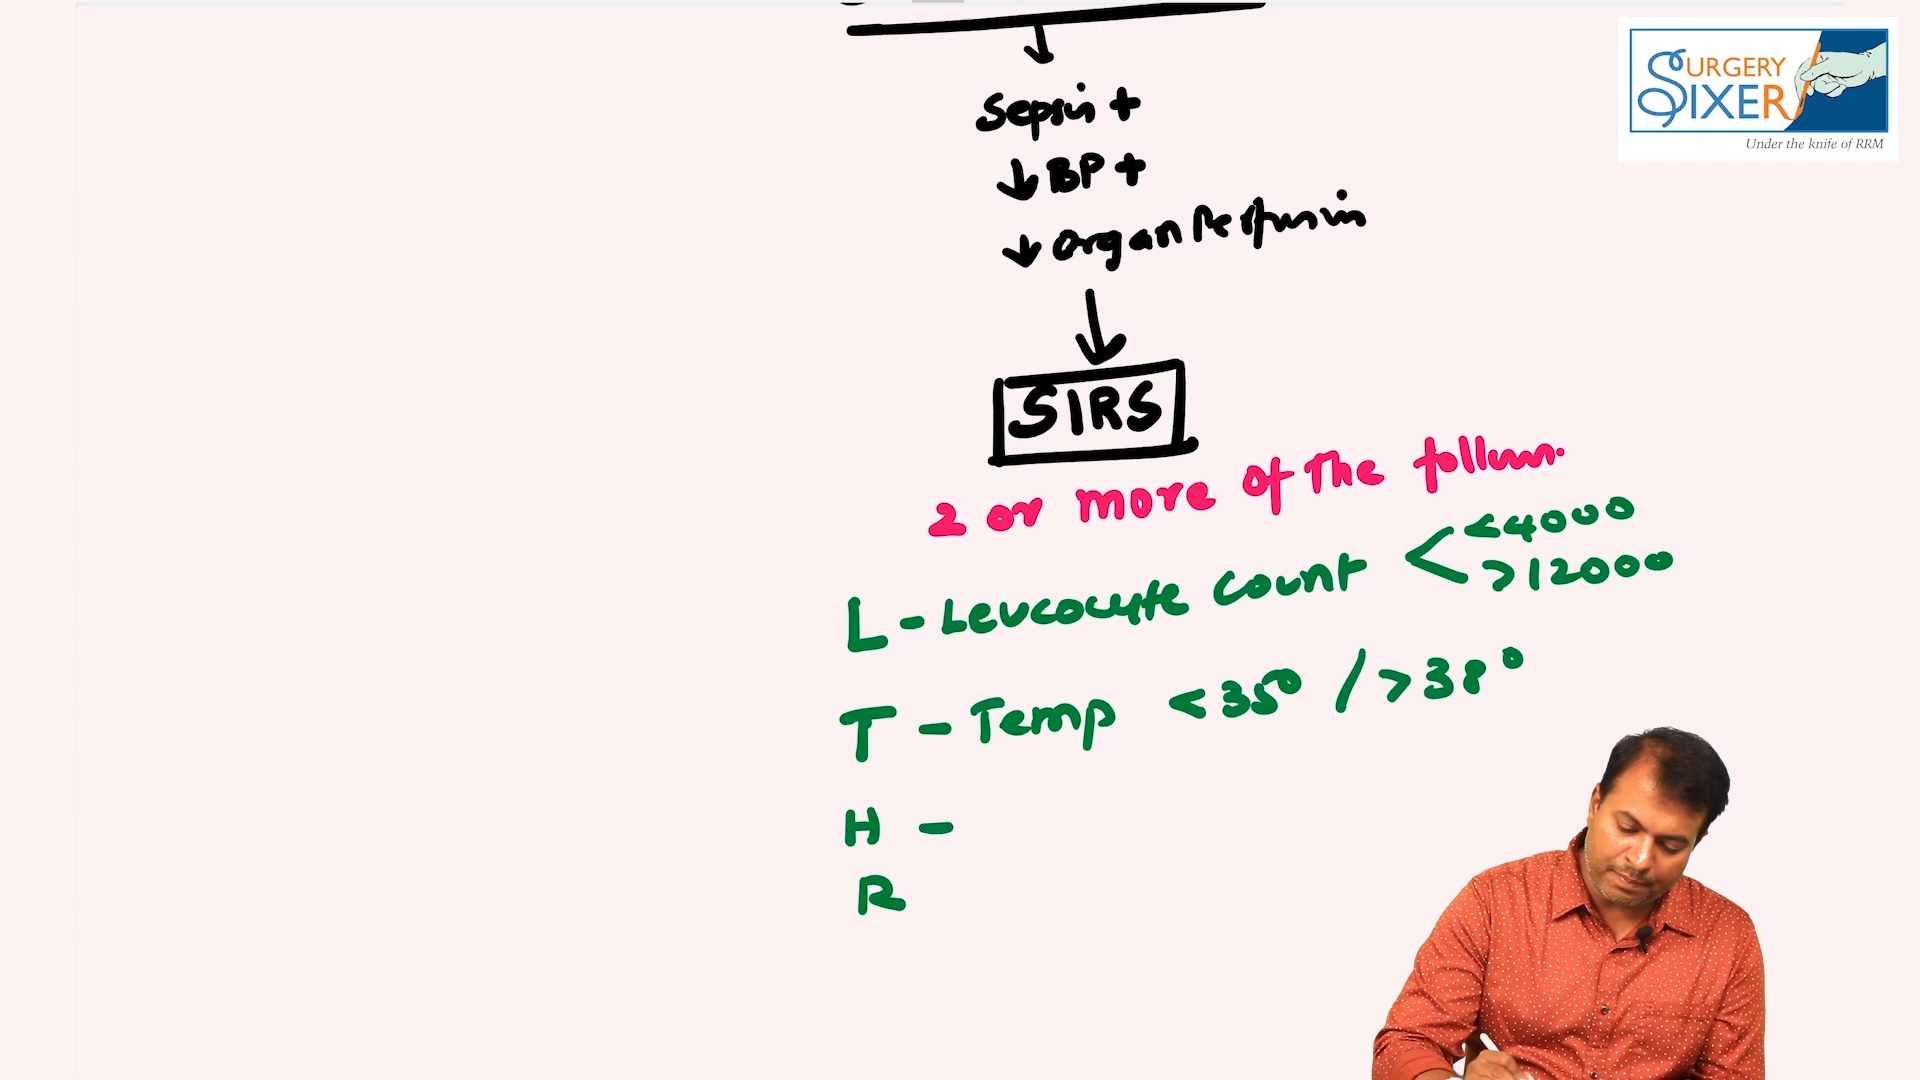 SURGERY
SIXER
Under the knife of RRM
Sepsis +
↓ BP +
↓ Organ Perfusion
SIRS
2 or more of The follown.
L - Leucocyte count < <4000
>12000
T - Temp <35° / >38°
H -
R